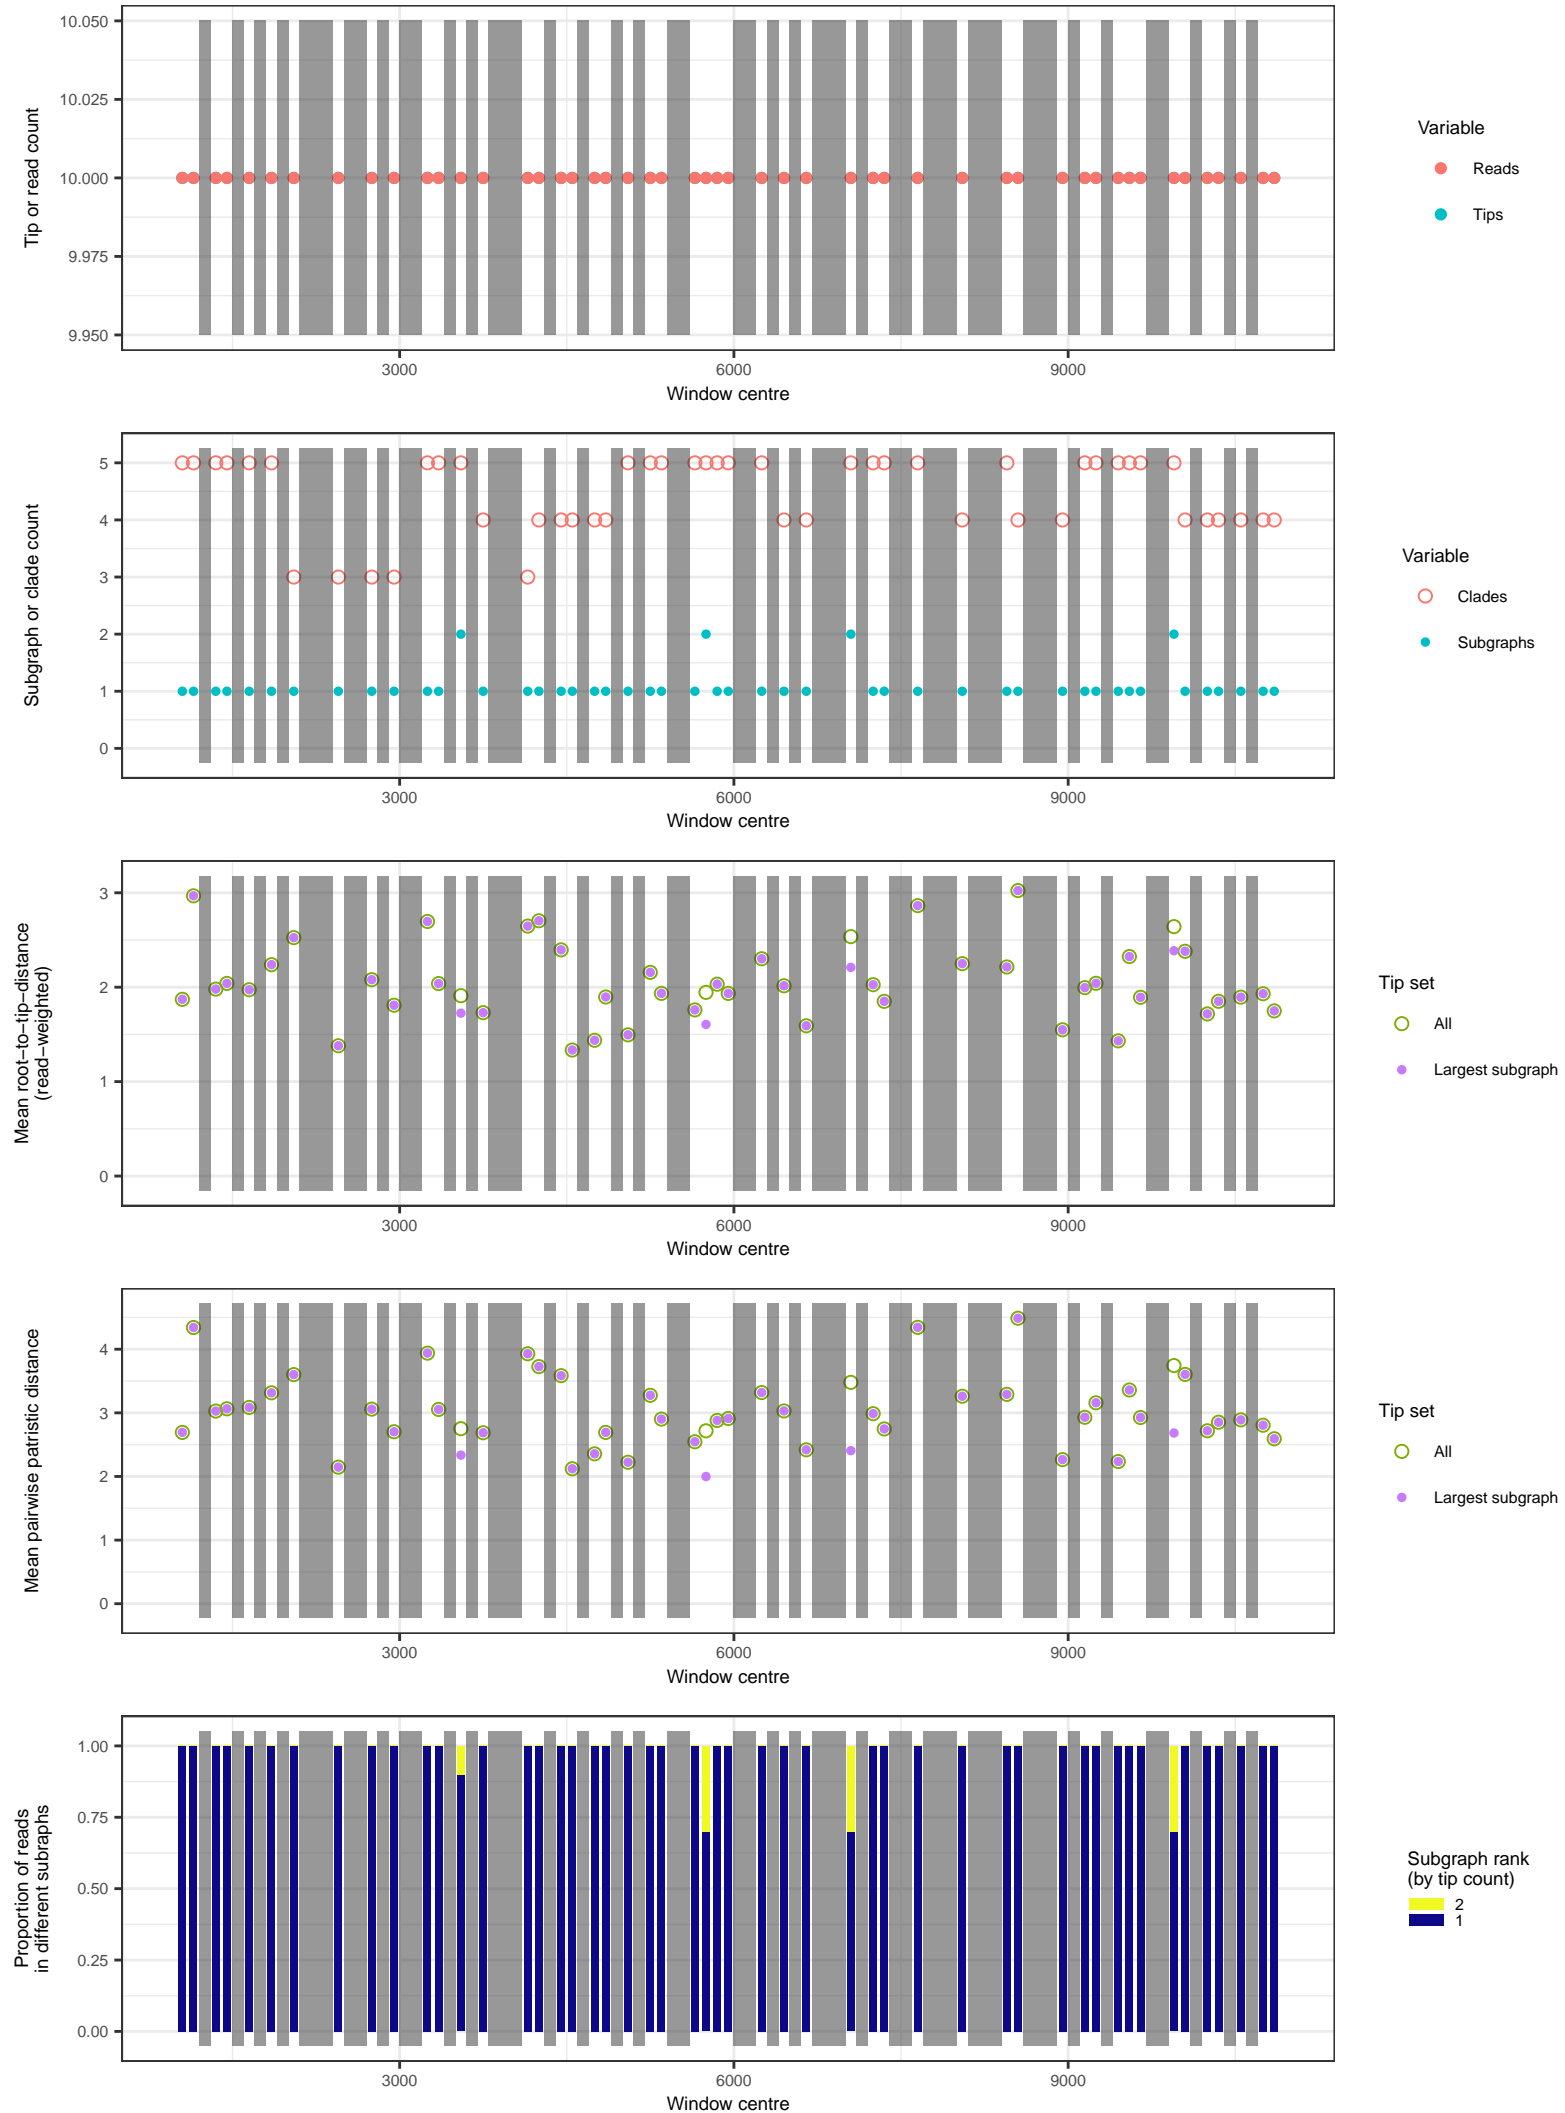 10.050
10.025
10.000
9.975
9.950
Tip or read count
3000
6000
9000
Window centre
Variable
Reads
Tips
5
4
3
2
1
0
Subgraph or clade count
3000
6000
9000
Window centre
Variable
Clades
Subgraphs
3
2
1
0
Mean root−to−tip−distance
(read−weighted)
3000
6000
9000
Window centre
Tip set
All
Largest subgraph
4
3
2
1
0
Mean pairwise patristic distance
3000
6000
9000
Window centre
Tip set
All
Largest subgraph
1.00
0.75
0.50
0.25
0.00
Proportion of reads
in different subraphs
3000
6000
9000
Window centre
Subgraph rank
(by tip count)
2
1